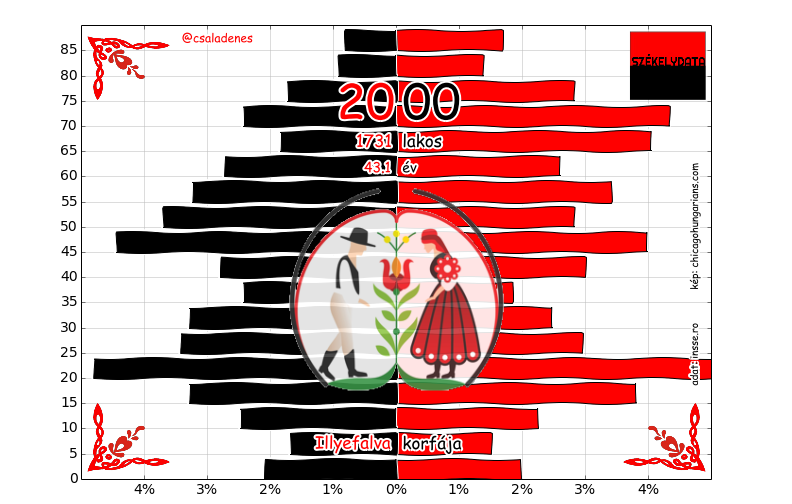 @csaladenes
SZÉKELYDATA
2000
1731 lakos
43.1 év
kép: chicagohungarians.com
adat: insse.ro
Illyefalva korfája
85
80
75
70
65
60
55
50
45
40
35
30
25
20
15
10
5
0
4% 3% 2% 1% 0% 1% 2% 3% 4%